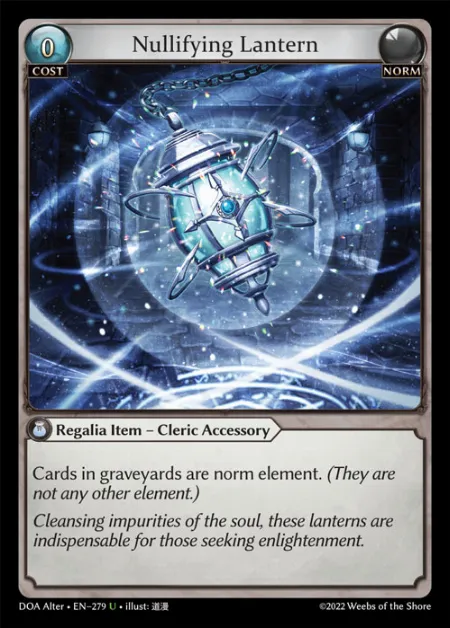 0
Nullifying Lantern
COST
NORM
Regalia Item – Cleric Accessory
Cards in graveyards are norm element. (They are
not any other element.)
Cleansing impurities of the soul, these lanterns are
indispensable for those seeking enlightenment.
DOA Alter • EN-279 U • illust: 道漫
©2022 Weebs of the Shore